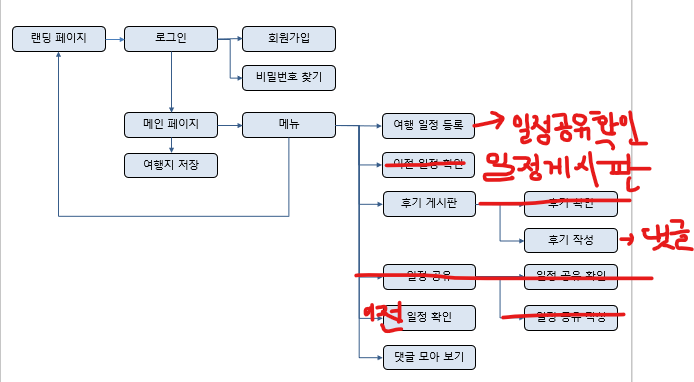 랜딩 페이지
로그인
회원가입
비밀번호 찾기
메인 페이지
메뉴
여행 일정 등록
일정공유확인
여행지 저장
이전 일정 확인
일정게시판
후기 게시판
후기 확인
후기 작성
댓글
일정 공유
일정 공유 확인
이전
일정 확인
일정 공유 작성
댓글 모아 보기